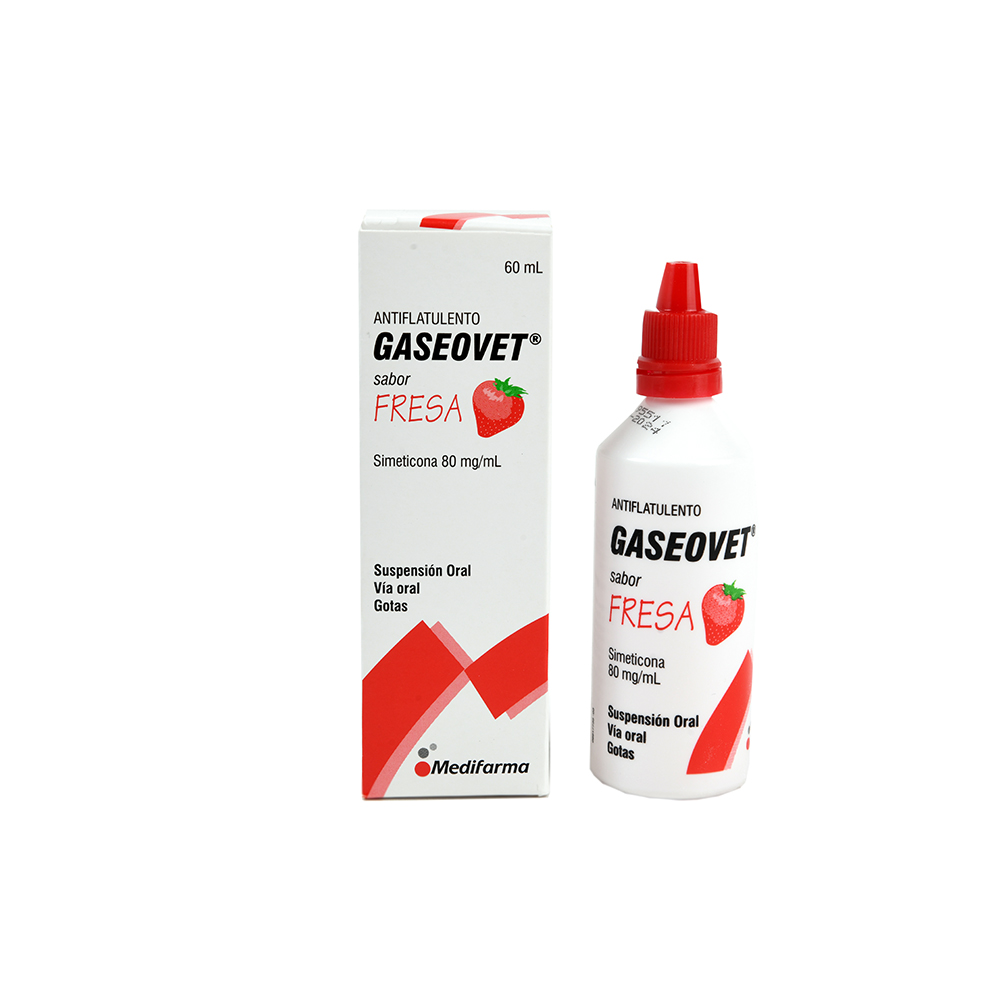 60 mL
ANTIFLATULENTO
GASEOVET®
sabor
FRESA
Simeticona 80 mg/mL
Suspensión Oral
Vía oral
Gotas
Medifarma
ANTIFLATULENTO
GASEOVET®
sabor
FRESA
Simeticona
80 mg/mL
Suspensión Oral
Vía oral
Gotas